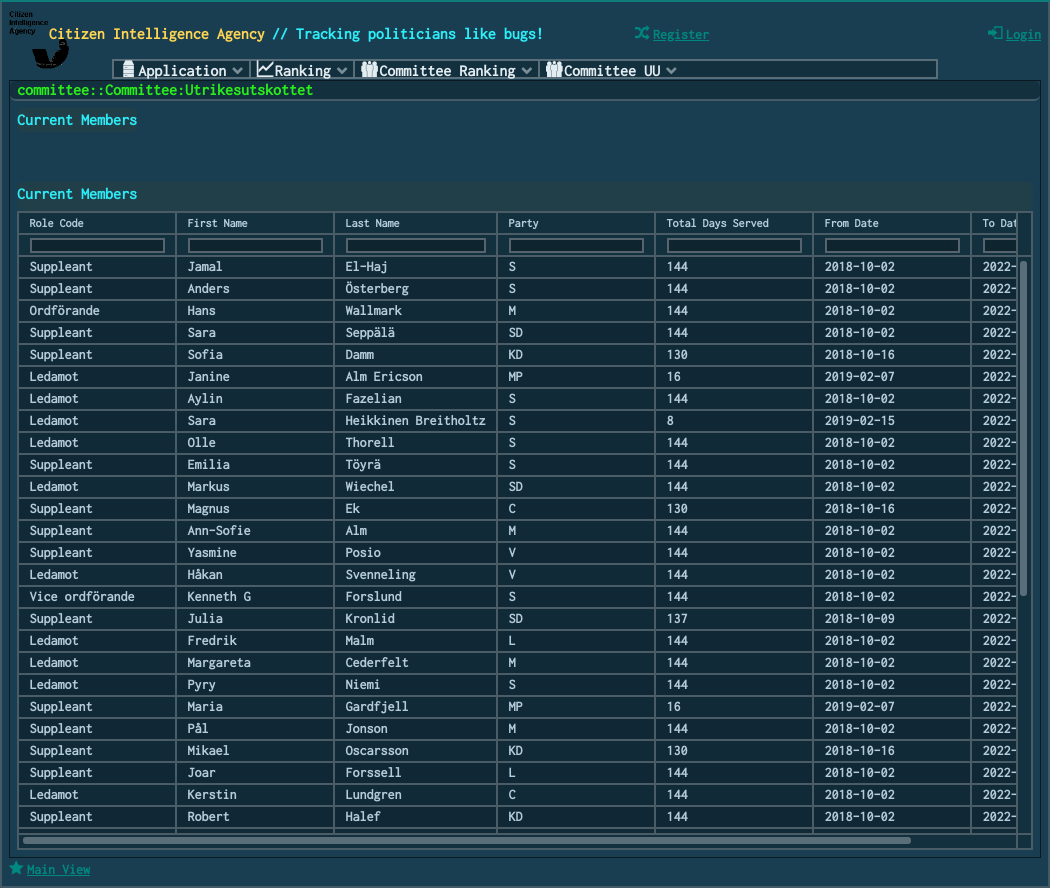 Citizen
Intelligence
Agency
Citizen Intelligence Agency // Tracking politicians like bugs!
Register
Login
Application Ranking Committee Ranking Committee UU
committee::Committee:Utrikesutskottet
Current Members
Current Members
Role Code First Name Last Name Party Total Days Served From Date To Dat
Suppleant Jamal El-Haj S 144 2018-10-02 2022-
Suppleant Anders Österberg S 144 2018-10-02 2022-
Ordförande Hans Wallmark M 144 2018-10-02 2022-
Suppleant Sara Seppälä SD 144 2018-10-02 2022-
Suppleant Sofia Damm KD 130 2018-10-16 2022-
Ledamot Janine Alm Ericson MP 16 2019-02-07 2022-
Ledamot Aylin Fazelian S 144 2018-10-02 2022-
Ledamot Sara Heikkinen Breitholtz S 8 2019-02-15 2022-
Ledamot Olle Thorell S 144 2018-10-02 2022-
Suppleant Emilia Töyrä S 144 2018-10-02 2022-
Ledamot Markus Wiechel SD 144 2018-10-02 2022-
Suppleant Magnus Ek C 130 2018-10-16 2022-
Suppleant Ann-Sofie Alm M 144 2018-10-02 2022-
Suppleant Yasmine Posio V 144 2018-10-02 2022-
Ledamot Håkan Svenneling V 144 2018-10-02 2022-
Vice ordförande Kenneth G Forslund S 144 2018-10-02 2022-
Suppleant Julia Kronlid SD 137 2018-10-09 2022-
Ledamot Fredrik Malm L 144 2018-10-02 2022-
Ledamot Margareta Cederfelt M 144 2018-10-02 2022-
Ledamot Pyry Niemi S 144 2018-10-02 2022-
Suppleant Maria Gardfjell MP 16 2019-02-07 2022-
Suppleant Pål Jonson M 144 2018-10-02 2022-
Suppleant Mikael Oscarsson KD 130 2018-10-16 2022-
Suppleant Joar Forssell L 144 2018-10-02 2022-
Ledamot Kerstin Lundgren C 144 2018-10-02 2022-
Suppleant Robert Halef KD 144 2018-10-02 2022-
Main View